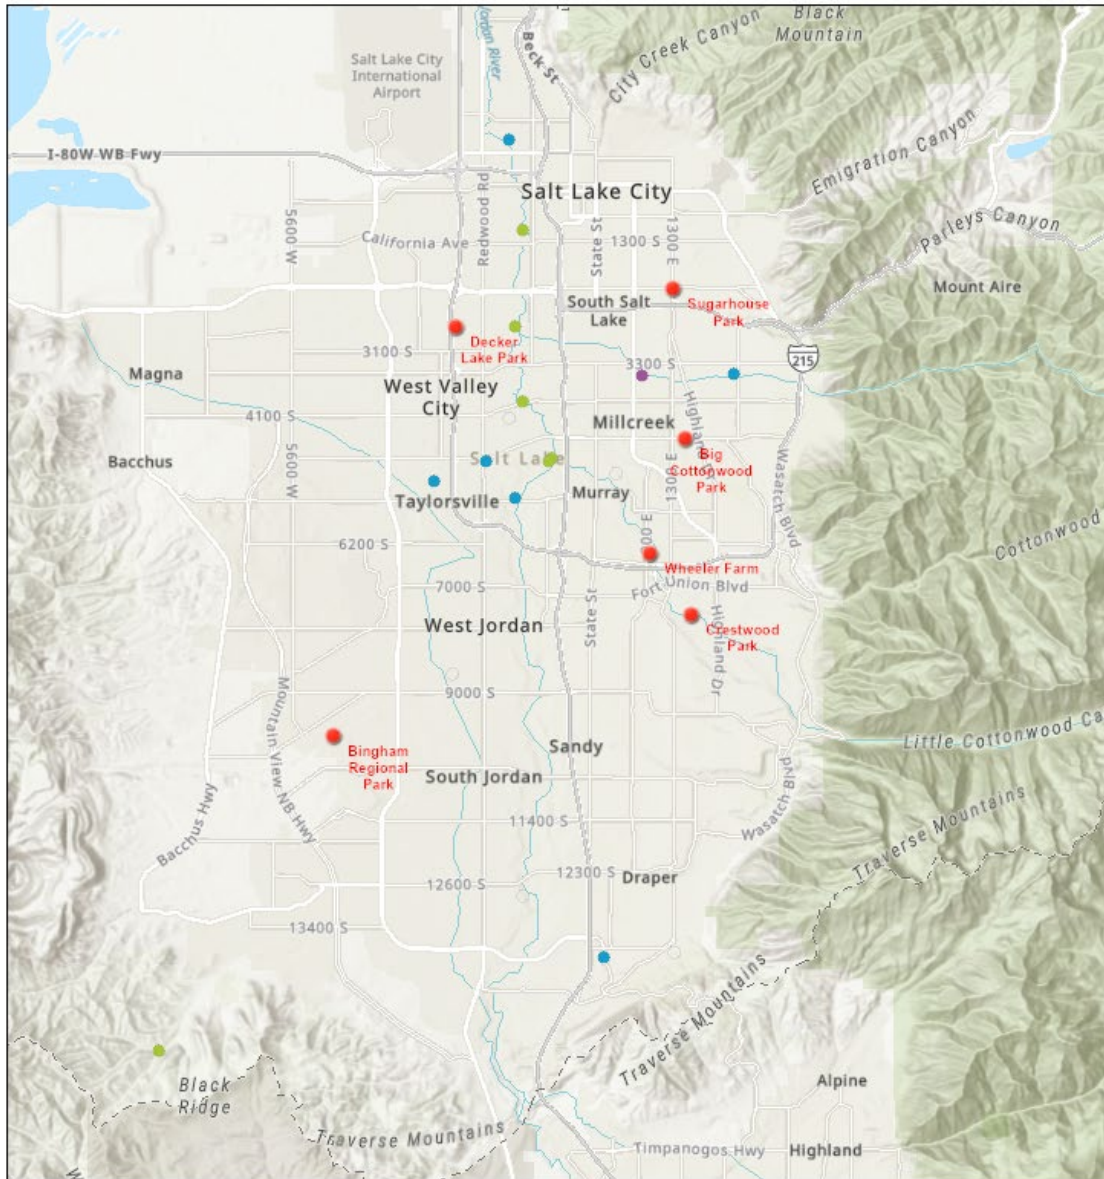 Black
Mountain
City Creek Canyon
Beck St
Jordan River
Salt Lake City
International
Airport
I-80W WB Fwy
Emigration Canyon
Redwood Rd
Salt Lake City
5600 W
State St
1300 E
Parleys Canyon
California Ave
1300 S
Mount Aire
South Salt
Lake
Sugarhouse
Park
Decker
Lake Park
3100 S
3300 S
215
Magna
West Valley
City
4100 S
Highland Dr
Millcreek
Bacchus
5600 W
Salt Lake
1300 E
Big
Cottonwood
Park
Wasatch Blvd
Taylorsville
Murray
Cottonwood
6200 S
00 E
Wheeler Farm
7000 S
Fort Union Blvd
West Jordan
State St
Highland Dr
Crestwood
Park
9000 S
Mountain View NB Hwy
Little Cottonwood Ca
Bingham
Regional
Park
Sandy
South Jordan
Wasatch Blvd
Bacchus Hwy
11400 S
Traverse Mountains
12300 S
Draper
12600 S
13400 S
Traverse Mountains
Black
Ridge
Alpine
Traverse Mountains
Timpanogos Hwy
Highland
W